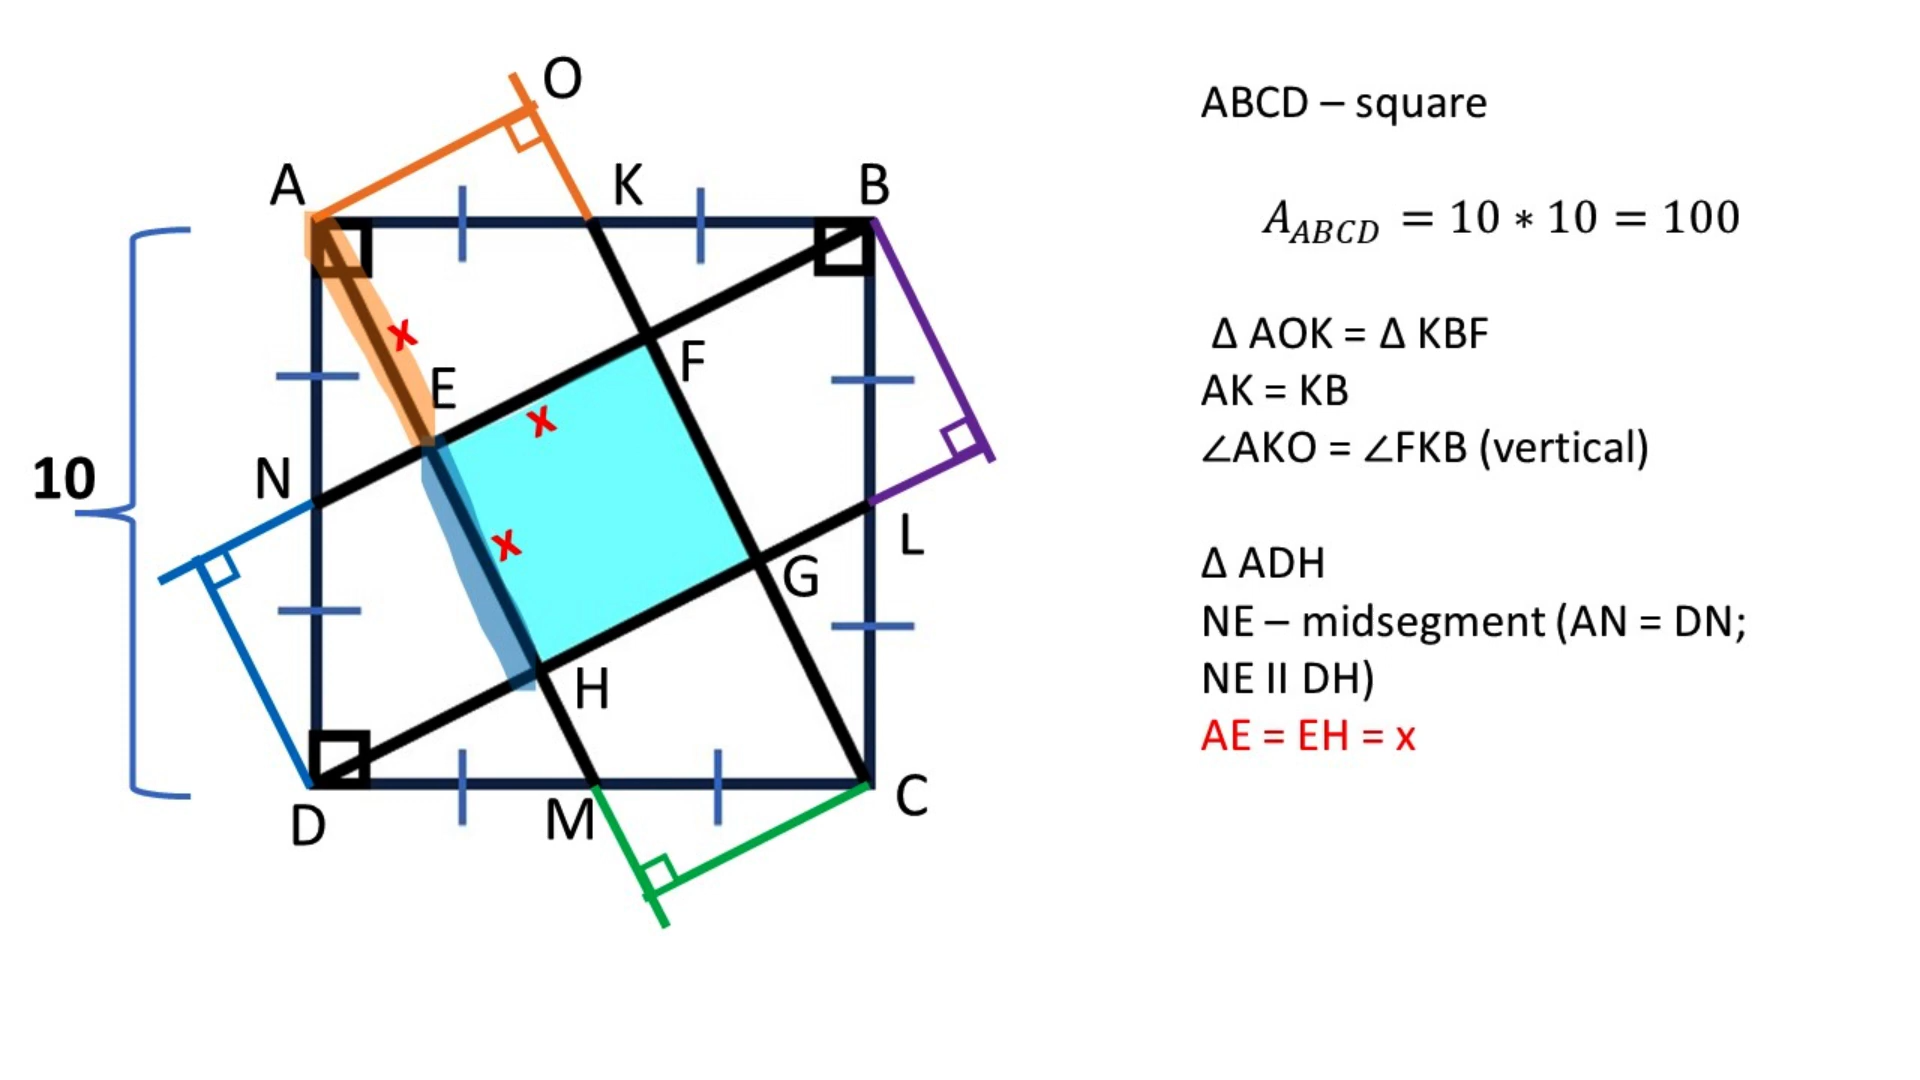 O
A
K
B
ABCD – square
A_ABCD = 10 * 10 = 100
x
F
E
x
Δ AOK = Δ KBF
AK = KB
∠AKO = ∠FKB (vertical)
10
N
x
L
G
Δ ADH
NE – midsegment (AN = DN;
NE II DH)
AE = EH = x
H
D
M
C